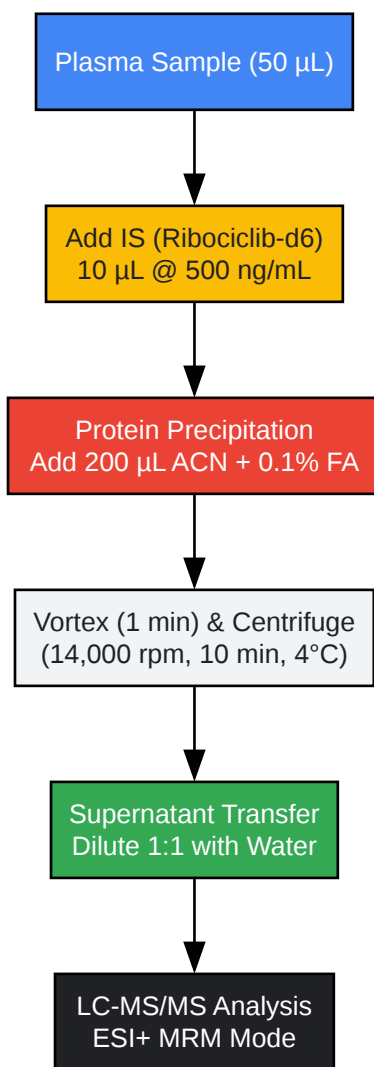 Plasma Sample (50 µL)
Add IS (Ribociclib-d6)
10 µL @ 500 ng/mL
Protein Precipitation
Add 200 µL ACN + 0.1% FA
Vortex (1 min) & Centrifuge
(14,000 rpm, 10 min, 4°C)
Supernatant Transfer
Dilute 1:1 with Water
LC-MS/MS Analysis
ESI+ MRM Mode